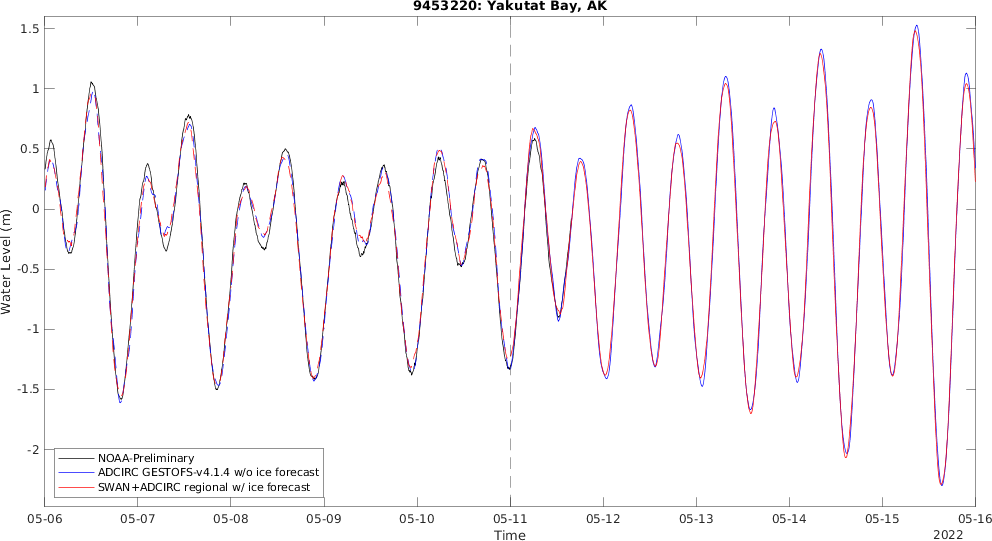 9453220: Yakutat Bay, AK
1.5
1
0.5
0
-0.5
-1
-1.5
-2
Water Level (m)
NOAA-Preliminary
ADCIRC GESTOFS-v4.1.4 w/o ice forecast
SWAN+ADCIRC regional w/ ice forecast
05-06 05-07 05-08 05-09 05-10 05-11 05-12 05-13 05-14 05-15 05-16
Time
2022